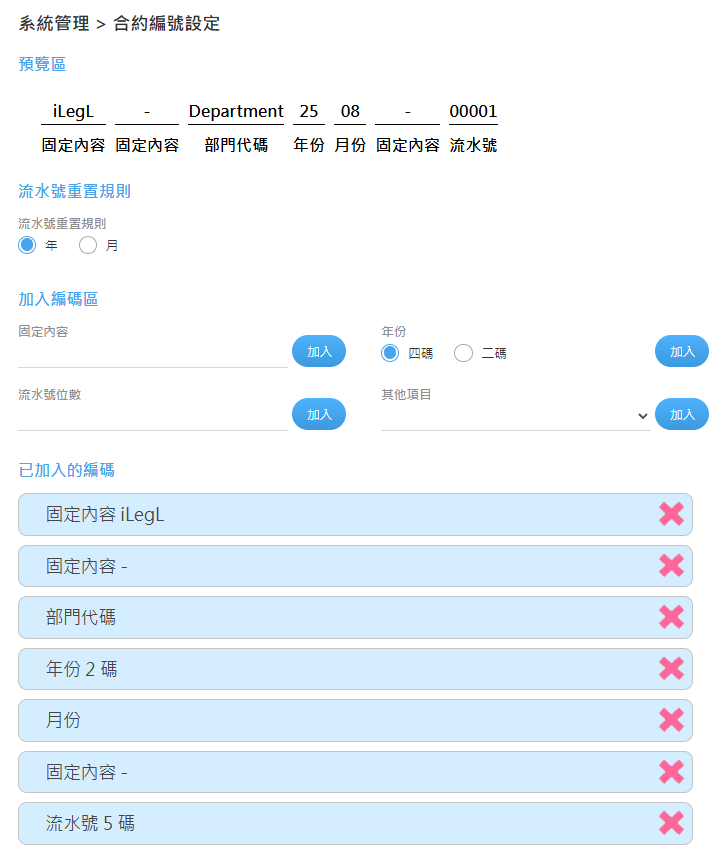 系統管理 > 合約編號設定
預覽區
iLegL - Department 25 08 - 00001
固定內容 固定內容 部門代碼 年份 月份 固定內容 流水號
流水號重置規則
流水號重置規則
年 月
加入編碼區
固定內容 加入 年份 四碼 二碼 加入
流水號位數 加入 其他項目 加入
已加入的編碼
固定內容 iLegL
固定內容 -
部門代碼
年份 2 碼
月份
固定內容 -
流水號 5 碼